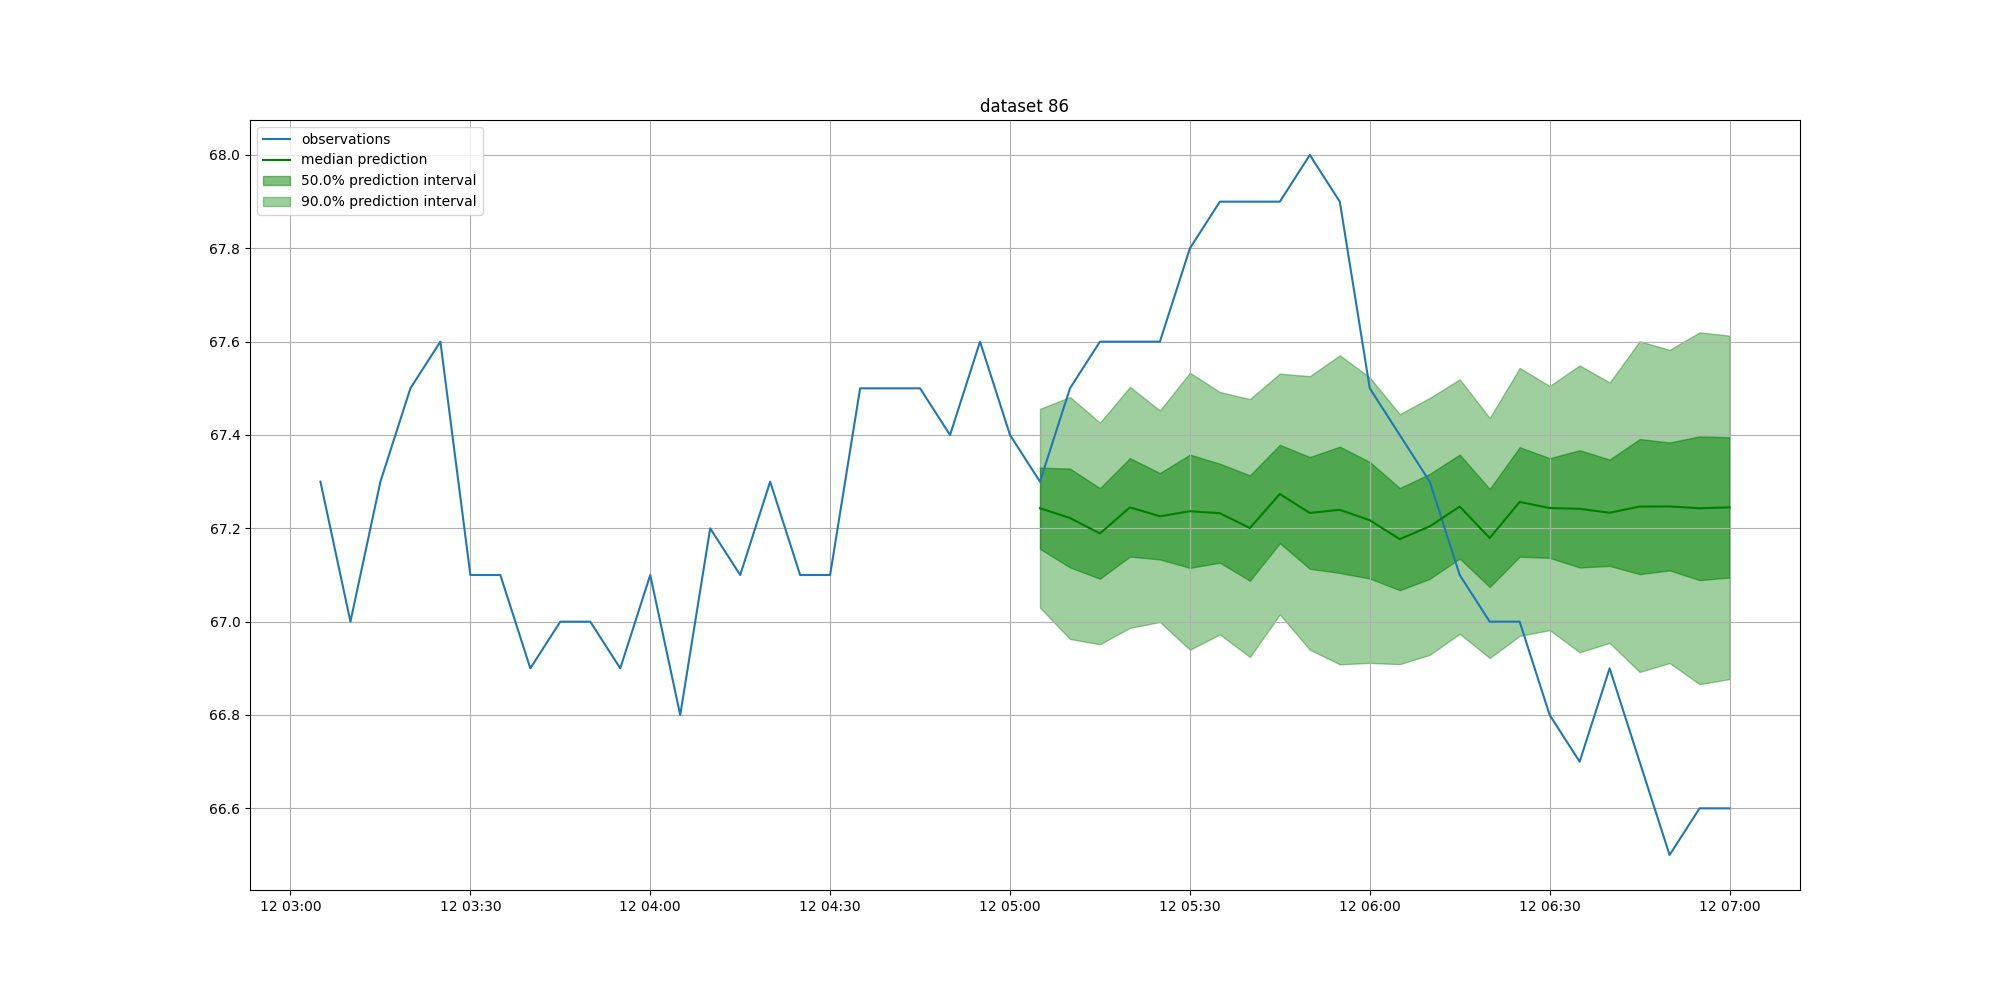 dataset 86
observations
median prediction
50.0% prediction interval
90.0% prediction interval
68.0
67.8
67.6
67.4
67.2
67.0
66.8
66.6
12 03:00 12 03:30 12 04:00 12 04:30 12 05:00 12 05:30 12 06:00 12 06:30 12 07:00